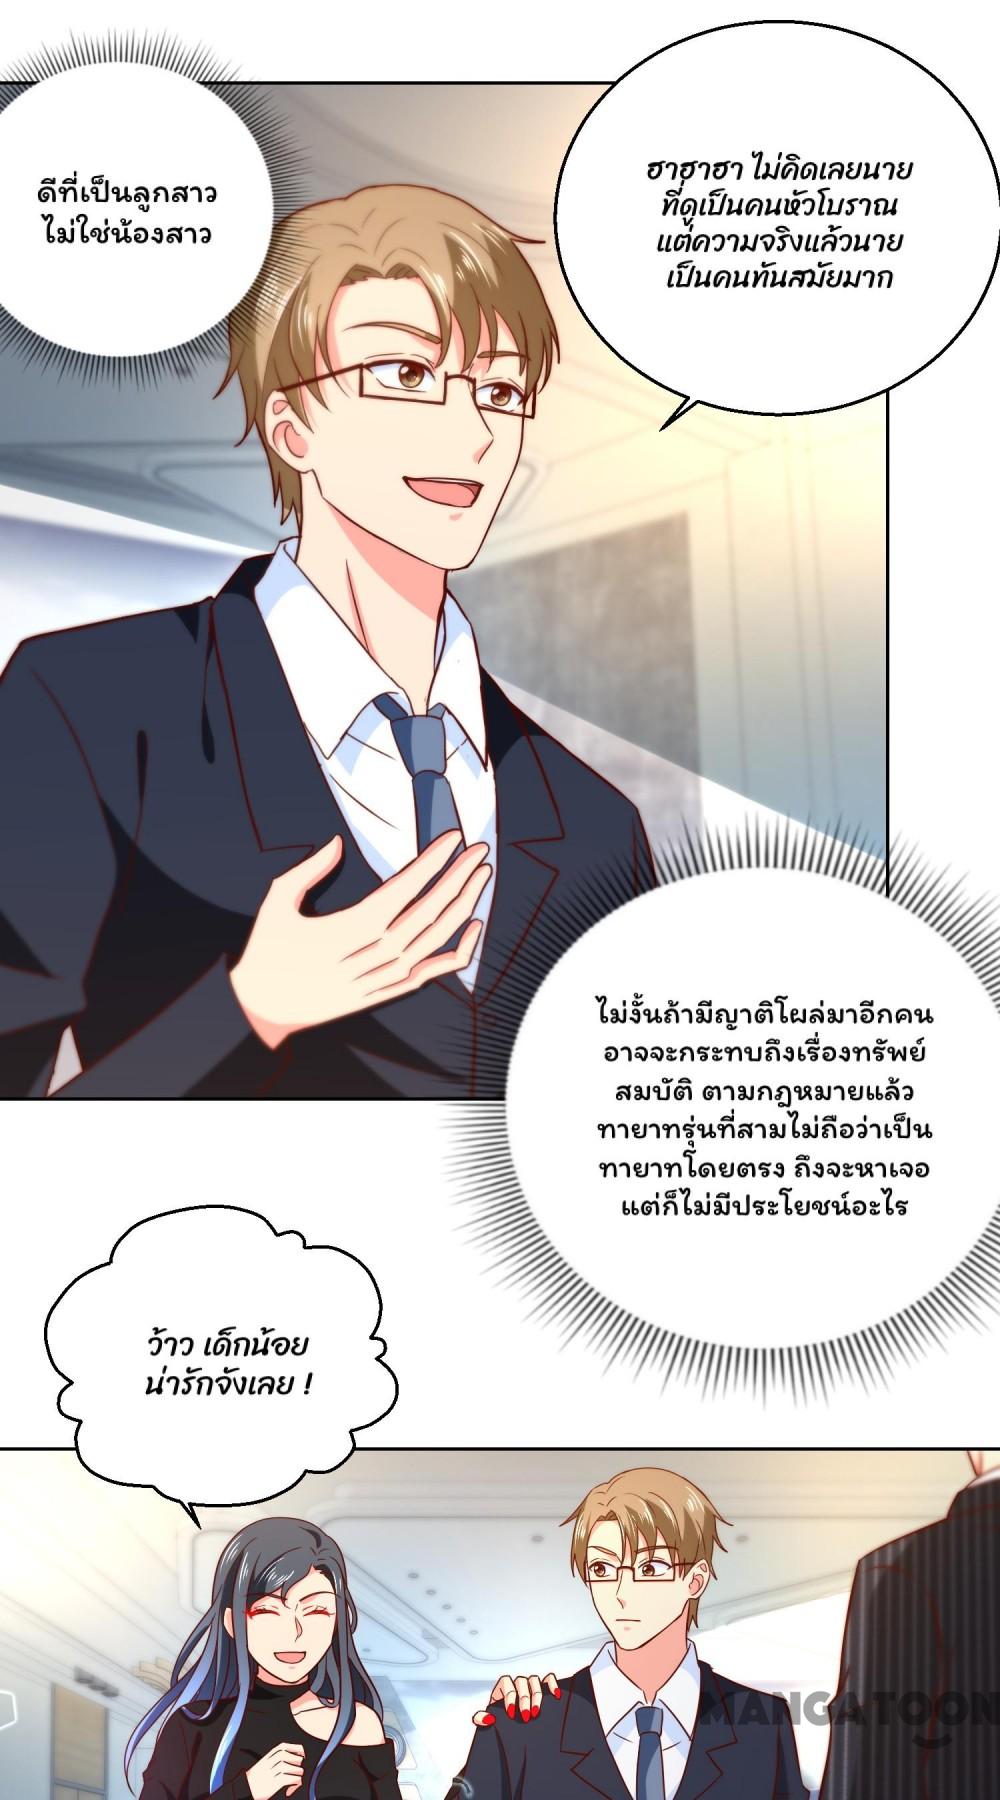 ดีที่เป็นลูกสาว
ไม่ใช่น้องสาว
ฮาฮาฮา ไม่คิดเลยนาย
ที่ดูเป็นคนหัวโบราณ
แต่ความจริงแล้วนาย
เป็นคนทันสมัยมาก
ไม่งั้นถ้ามีญาติโผล่มาอีกคน
อาจจะกระทบถึงเรื่องทรัพย์
สมบัติ ตามกฎหมายแล้ว
ทายาทรุ่นที่สามไม่ถือว่าเป็น
ทายาทโดยตรง ถึงจะหาเจอ
แต่ก็ไม่มีประโยชน์อะไร
ว้าว เด็กน้อย
น่ารักจังเลย !
MANGATOON